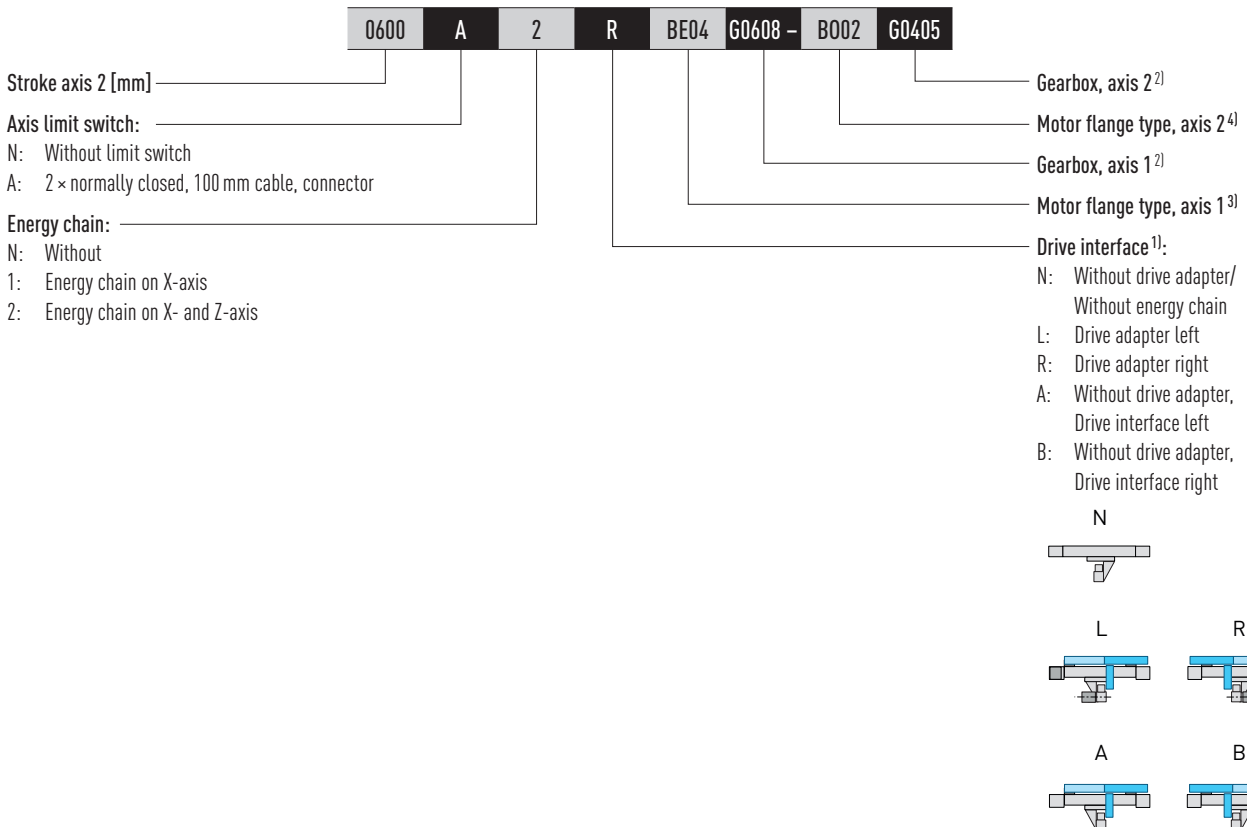 0600 A 2 R BE04 G0608 – B002 G0405
Stroke axis 2 [mm]
Axis limit switch:
N: Without limit switch
A: 2 × normally closed, 100 mm cable, connector
Energy chain:
N: Without
1: Energy chain on X-axis
2: Energy chain on X- and Z-axis
Gearbox, axis 2 2)
Motor flange type, axis 2 4)
Gearbox, axis 1 2)
Motor flange type, axis 1 3)
Drive interface 1):
N: Without drive adapter/
Without energy chain
L: Drive adapter left
R: Drive adapter right
A: Without drive adapter,
Drive interface left
B: Without drive adapter,
Drive interface right
N
L R
A B